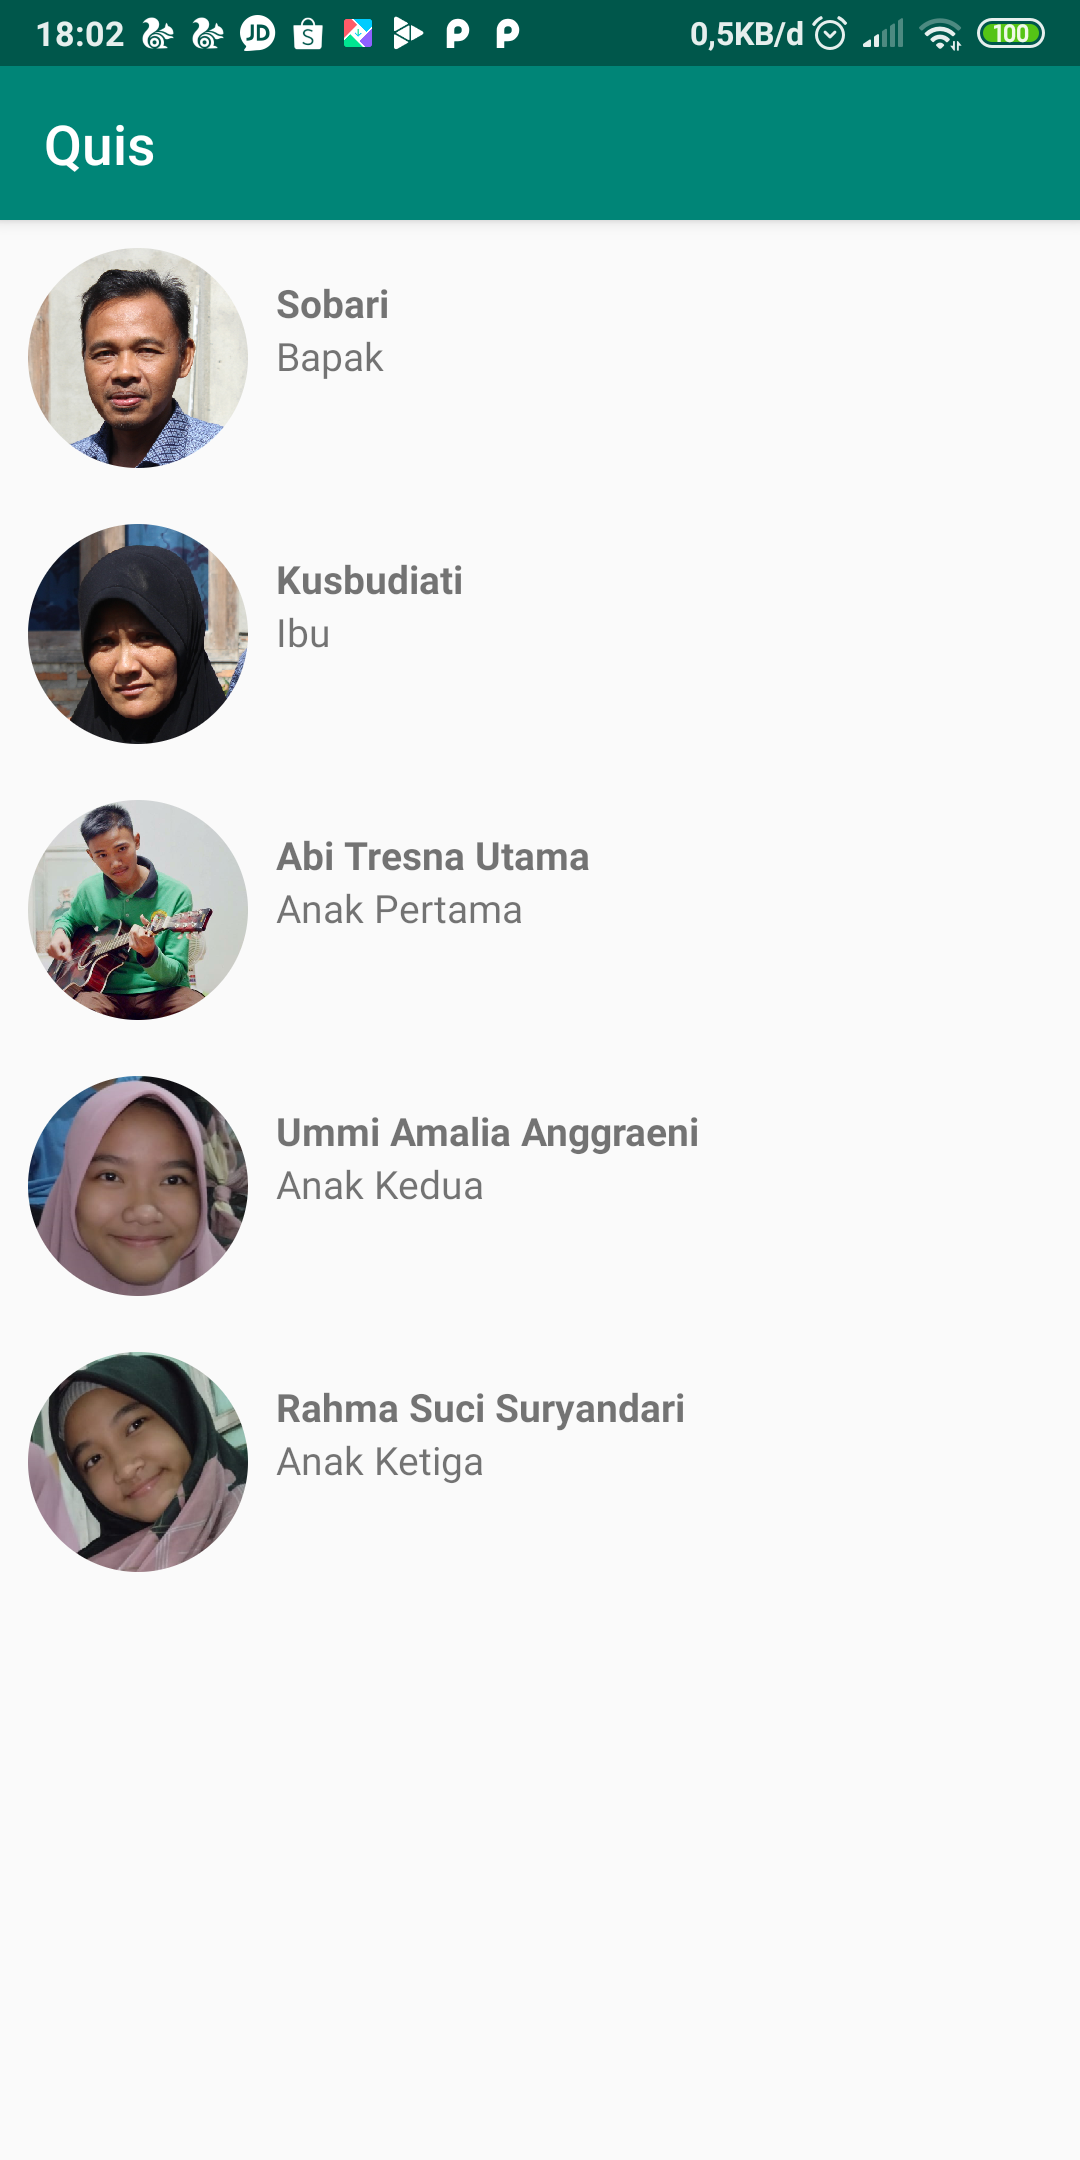 18:02 JD S 0,5KB/d 100
Quis
Sobari
Bapak
Kusbudiati
Ibu
Abi Tresna Utama
Anak Pertama
Ummi Amalia Anggraeni
Anak Kedua
Rahma Suci Suryandari
Anak Ketiga